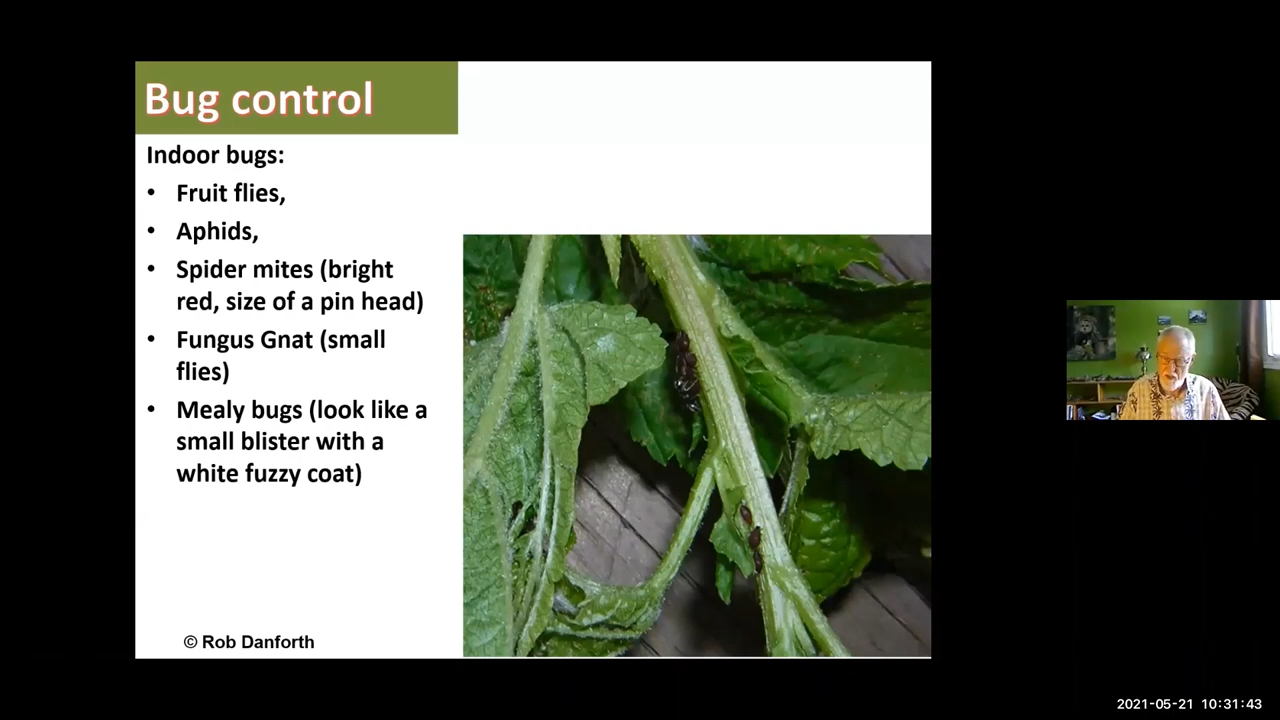 Bug control
Indoor bugs:
• Fruit flies,
• Aphids,
• Spider mites (bright
red, size of a pin head)
• Fungus Gnat (small
flies)
• Mealy bugs (look like a
small blister with a
white fuzzy coat)
© Rob Danforth
2021-05-21 10:31:43